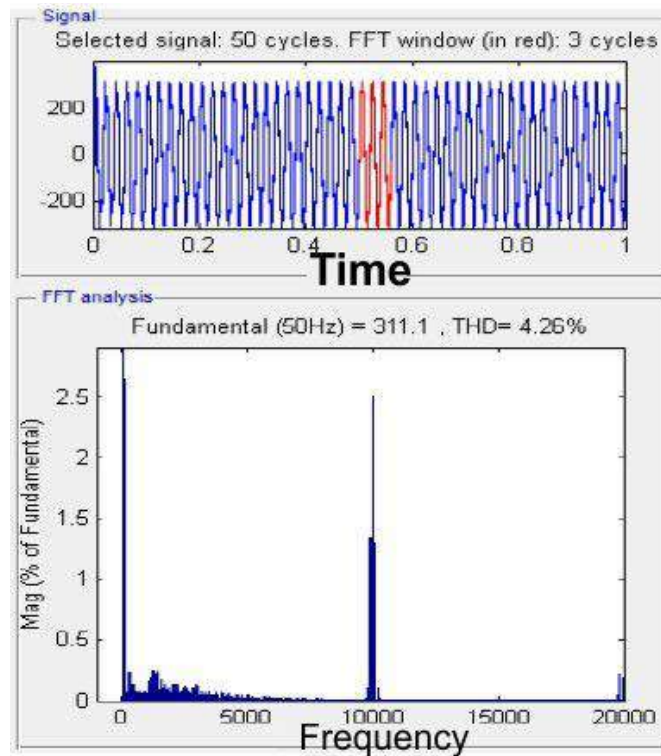 Signal
Selected signal: 50 cycles. FFT window (in red): 3 cycles
200
0
-200
0 0.2 0.4 0.6 0.8 1
Time
FFT analysis
Fundamental (50Hz) = 311.1 , THD= 4.26%
Mag (% of Fundamental)
2.5
2
1.5
1
0.5
0
0 5000 10000 15000 20000
Frequency